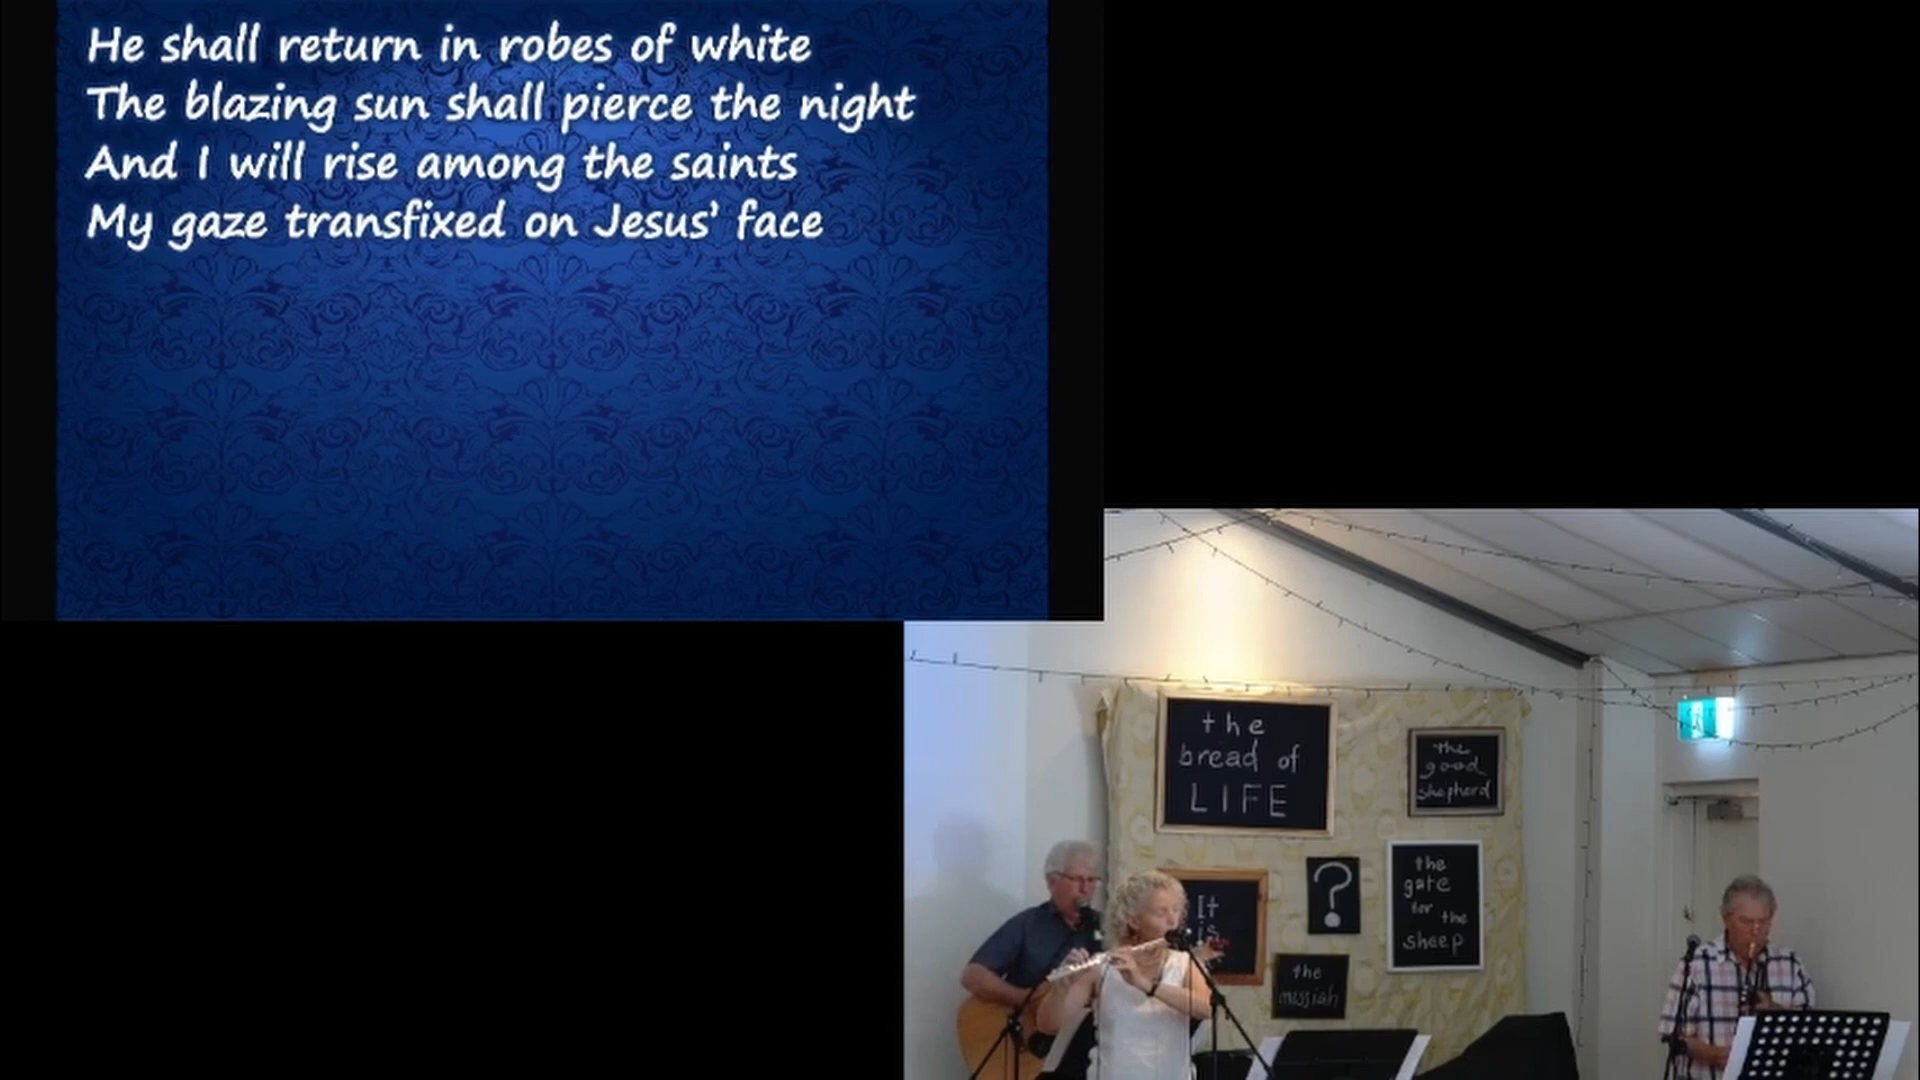 He shall return in robes of white
The blazing sun shall pierce the night
And I will rise among the saints
My gaze transfixed on Jesus’ face
the
bread of
LIFE
the
good
shepherd
It
is
?
the
gate
for the
sheep
the
messiah